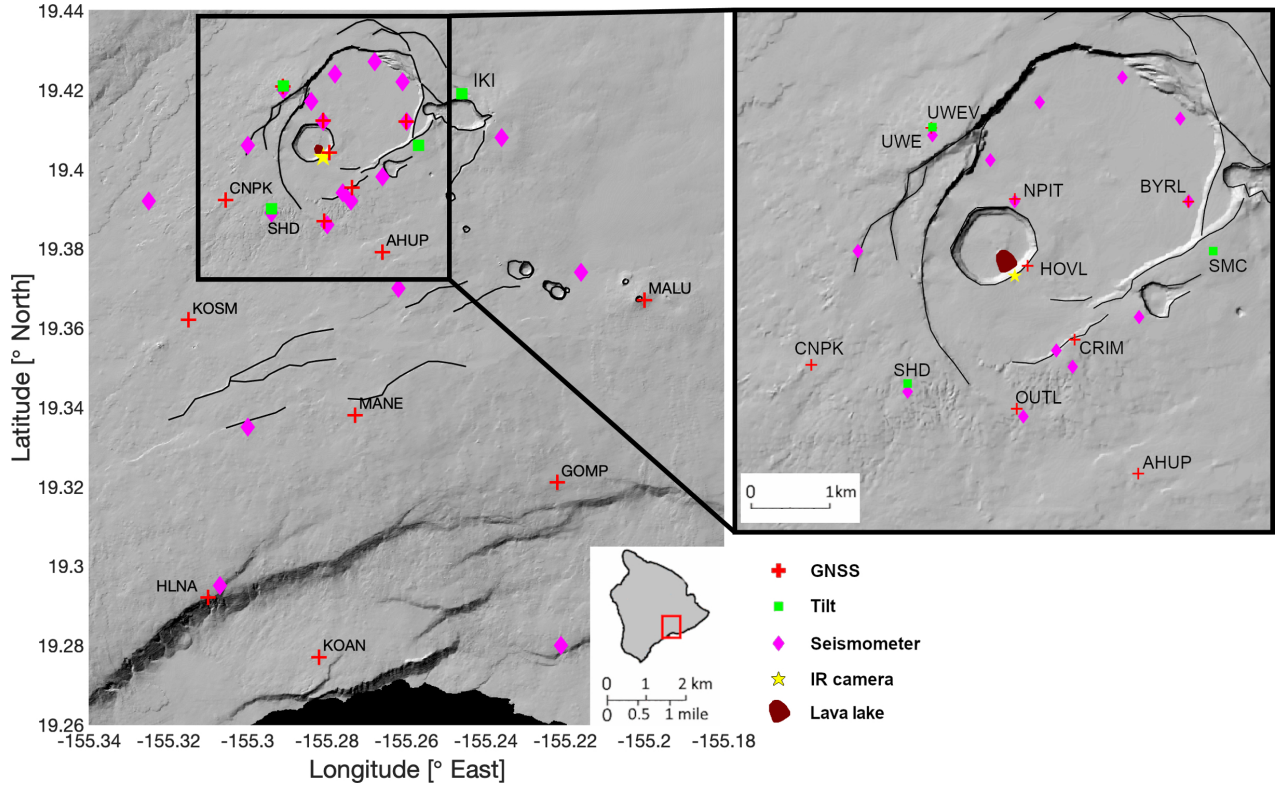 19.44
19.42
19.4
19.38
19.36
19.34
19.32
19.3
19.28
19.26
Latitude [° North]
-155.34
-155.32
-155.3
-155.28
-155.26
-155.24
-155.22
-155.2
-155.18
Longitude [° East]
IKI
CNPK
SHD
AHUP
KOSM
MALU
MANE
GOMP
HLNA
KOAN
0 1 2 km
0 0.5 1 mile
UWEV
UWE
NPIT
BYRL
HOVL
SMC
CNPK
CRIM
SHD
OUTL
AHUP
0 1km
GNSS
Tilt
Seismometer
IR camera
Lava lake